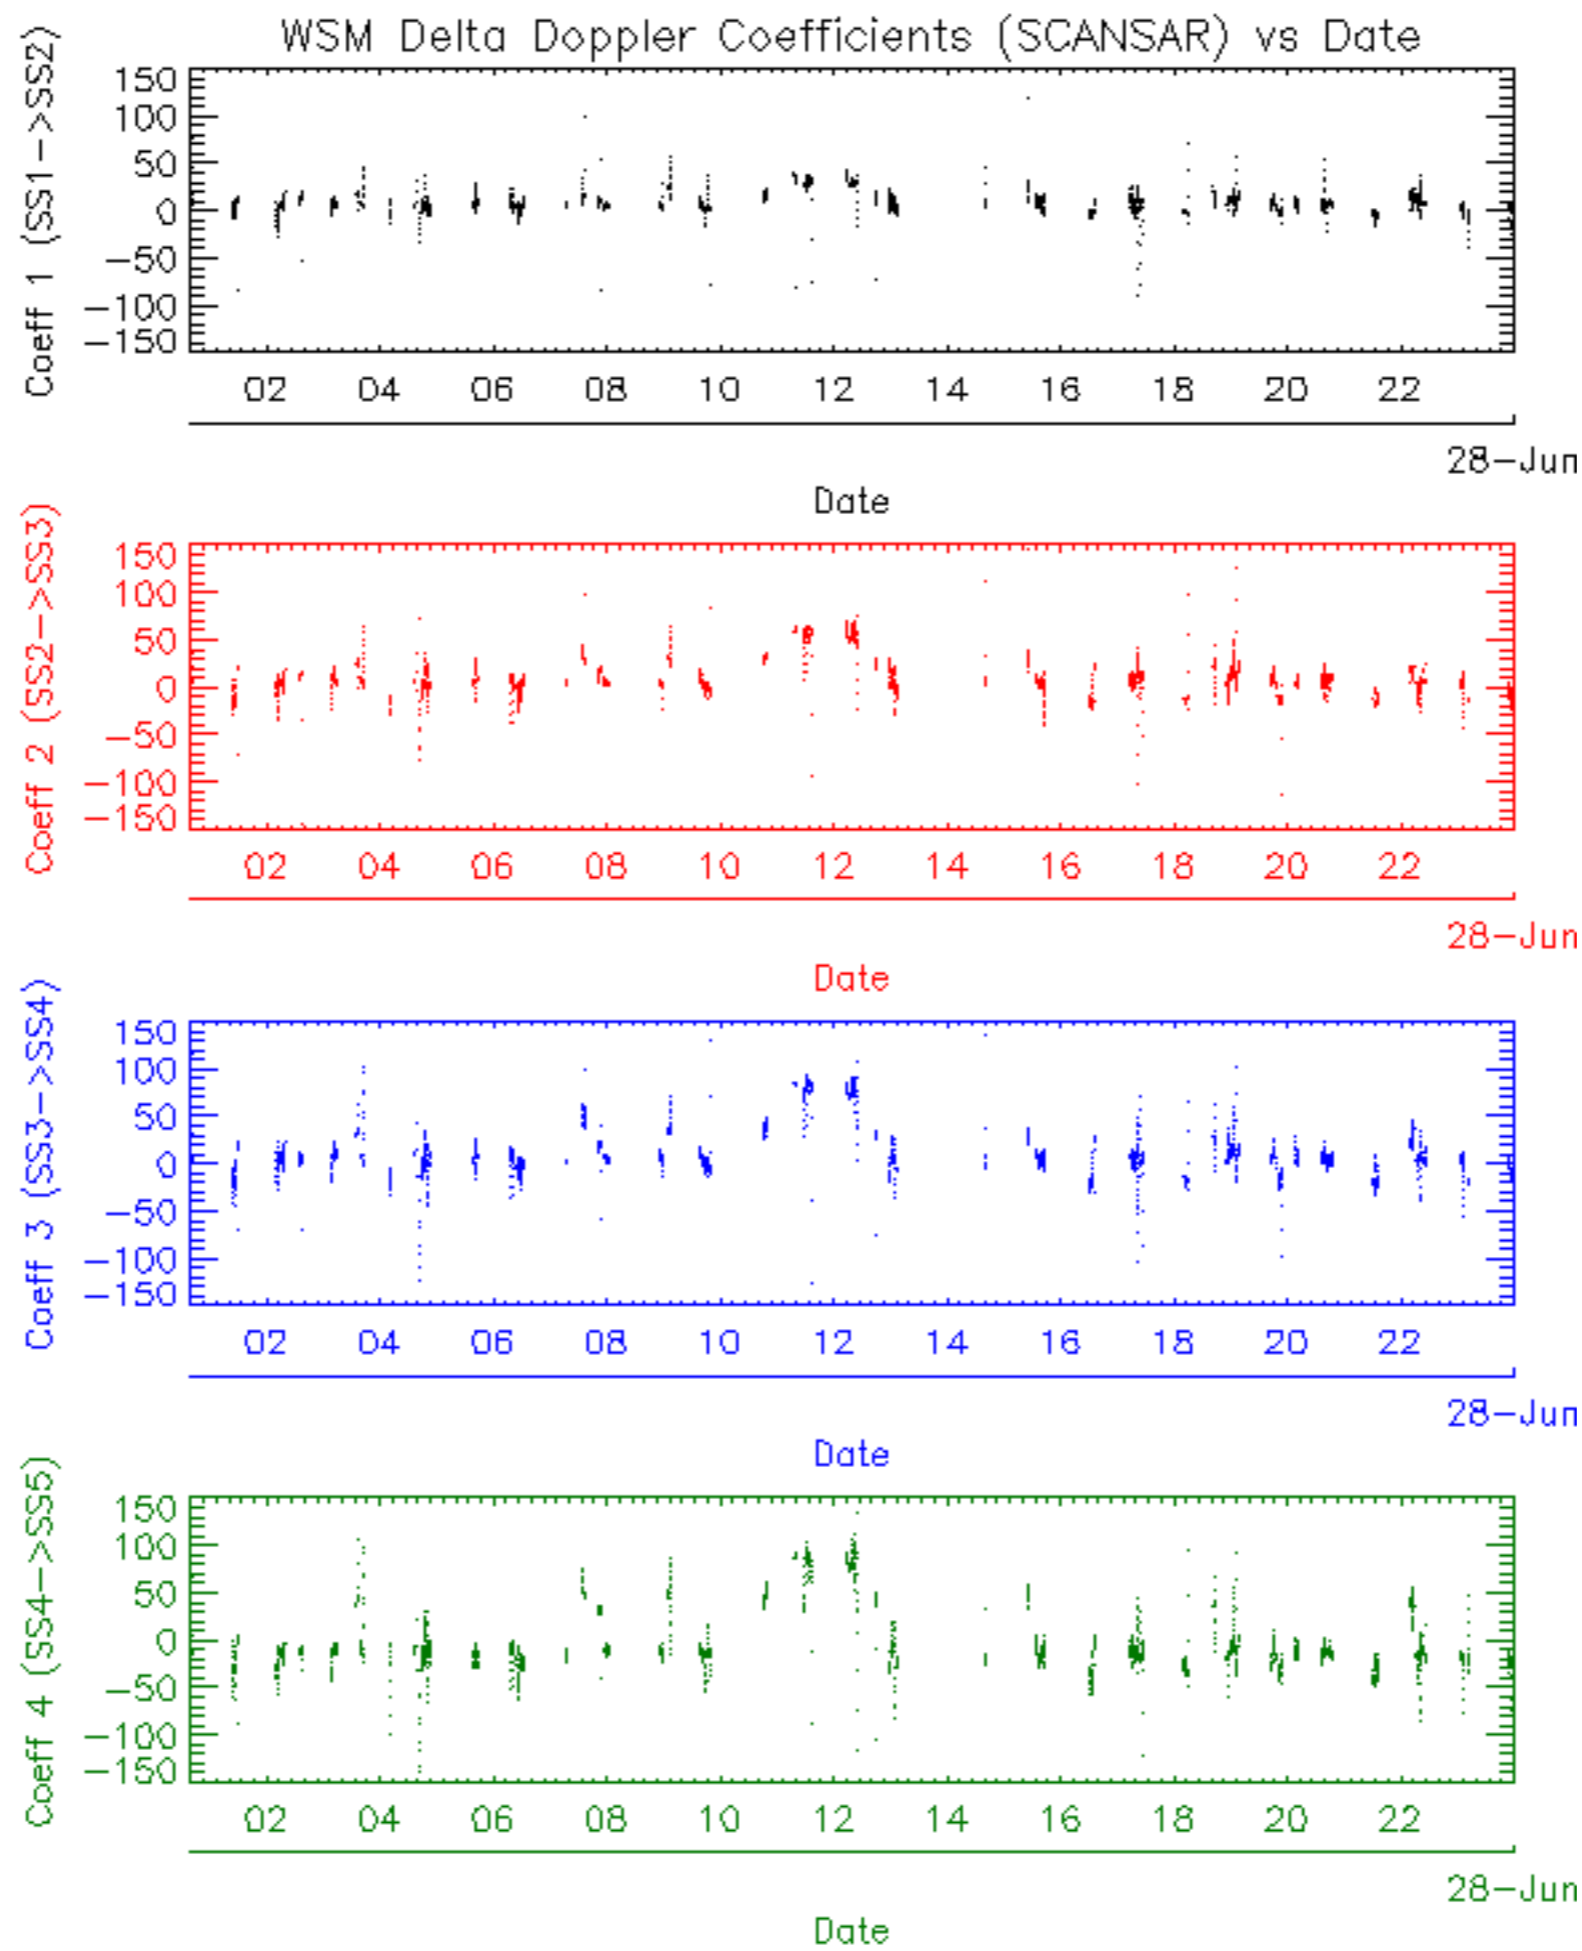 WSM Delta Doppler Coefficients (SCANSAR) vs Date
Coeff 1 (SS1->SS2)
150
100
50
0
-50
-100
-150
02 04 06 08 10 12 14 16 18 20 22
28-Jun
Date
Coeff 2 (SS2->SS3)
150
100
50
0
-50
-100
-150
02 04 06 08 10 12 14 16 18 20 22
28-Jun
Date
Coeff 3 (SS3->SS4)
150
100
50
0
-50
-100
-150
02 04 06 08 10 12 14 16 18 20 22
28-Jun
Date
Coeff 4 (SS4->SS5)
150
100
50
0
-50
-100
-150
02 04 06 08 10 12 14 16 18 20 22
28-Jun
Date